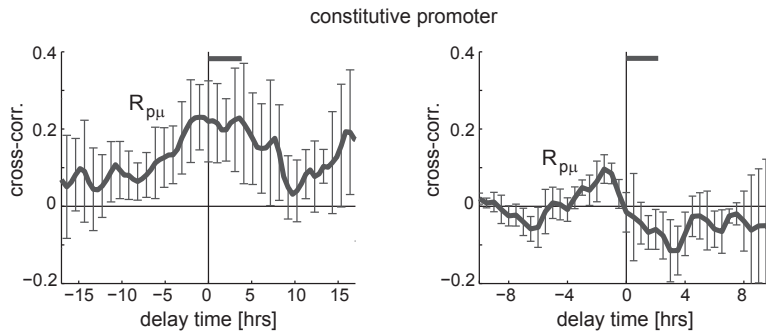 constitutive promoter
cross-corr.
0.4
0.2
0
−0.2
Rpμ
−15 −10 −5 0 5 10 15
delay time [hrs]
cross-corr.
0.4
0.2
0
−0.2
Rpμ
−8 −4 0 4 8
delay time [hrs]